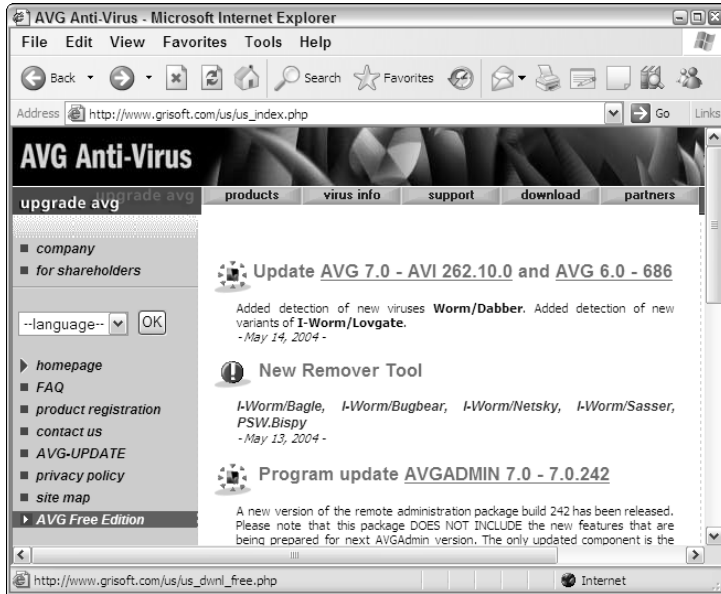 AVG Anti-Virus - Microsoft Internet Explorer
File Edit View Favorites Tools Help
Back Search Favorites
Address http://www.grisoft.com/us/us_index.php Go Links
AVG Anti-Virus
upgrade avg upgrade avg
products virus info support download partners
company
for shareholders
--language-- OK
homepage
FAQ
product registration
contact us
AVG-UPDATE
privacy policy
site map
AVG Free Edition
Update AVG 7.0 - AVI 262.10.0 and AVG 6.0 - 686
Added detection of new viruses Worm/Dabber. Added detection of new
variants of I-Worm/Lovgate.
- May 14, 2004 -
New Remover Tool
I-Worm/Bagle, I-Worm/Bugbear, I-Worm/Netsky, I-Worm/Sasser,
PSW.Bispy
- May 13, 2004 -
Program update AVGADMIN 7.0 - 7.0.242
A new version of the remote administration package build 242 has been released.
Please note that this package DOES NOT INCLUDE the new features that are
being prepared for next AVGAdmin version. The only updated component is the
http://www.grisoft.com/us/us_dwnl_free.php Internet